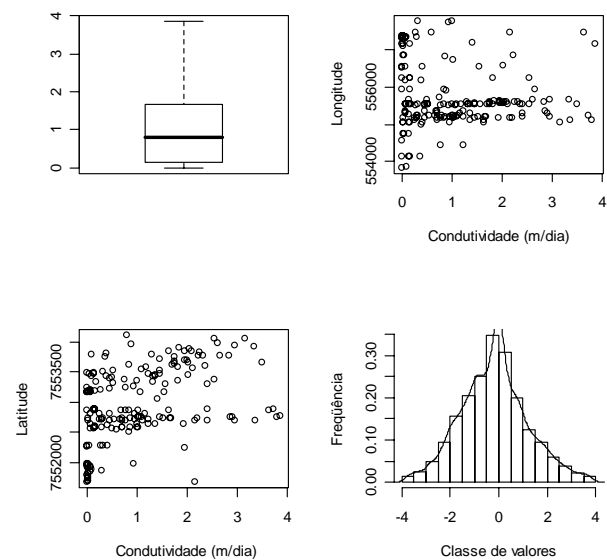 4
3
2
1
0
Longitude
556000
554000
0 1 2 3 4
Condutividade (m/dia)
Latitude
7553500
7552000
0 1 2 3 4
Condutividade (m/dia)
Freqüência
0.30
0.20
0.10
0.00
-4 -2 0 2 4
Classe de valores